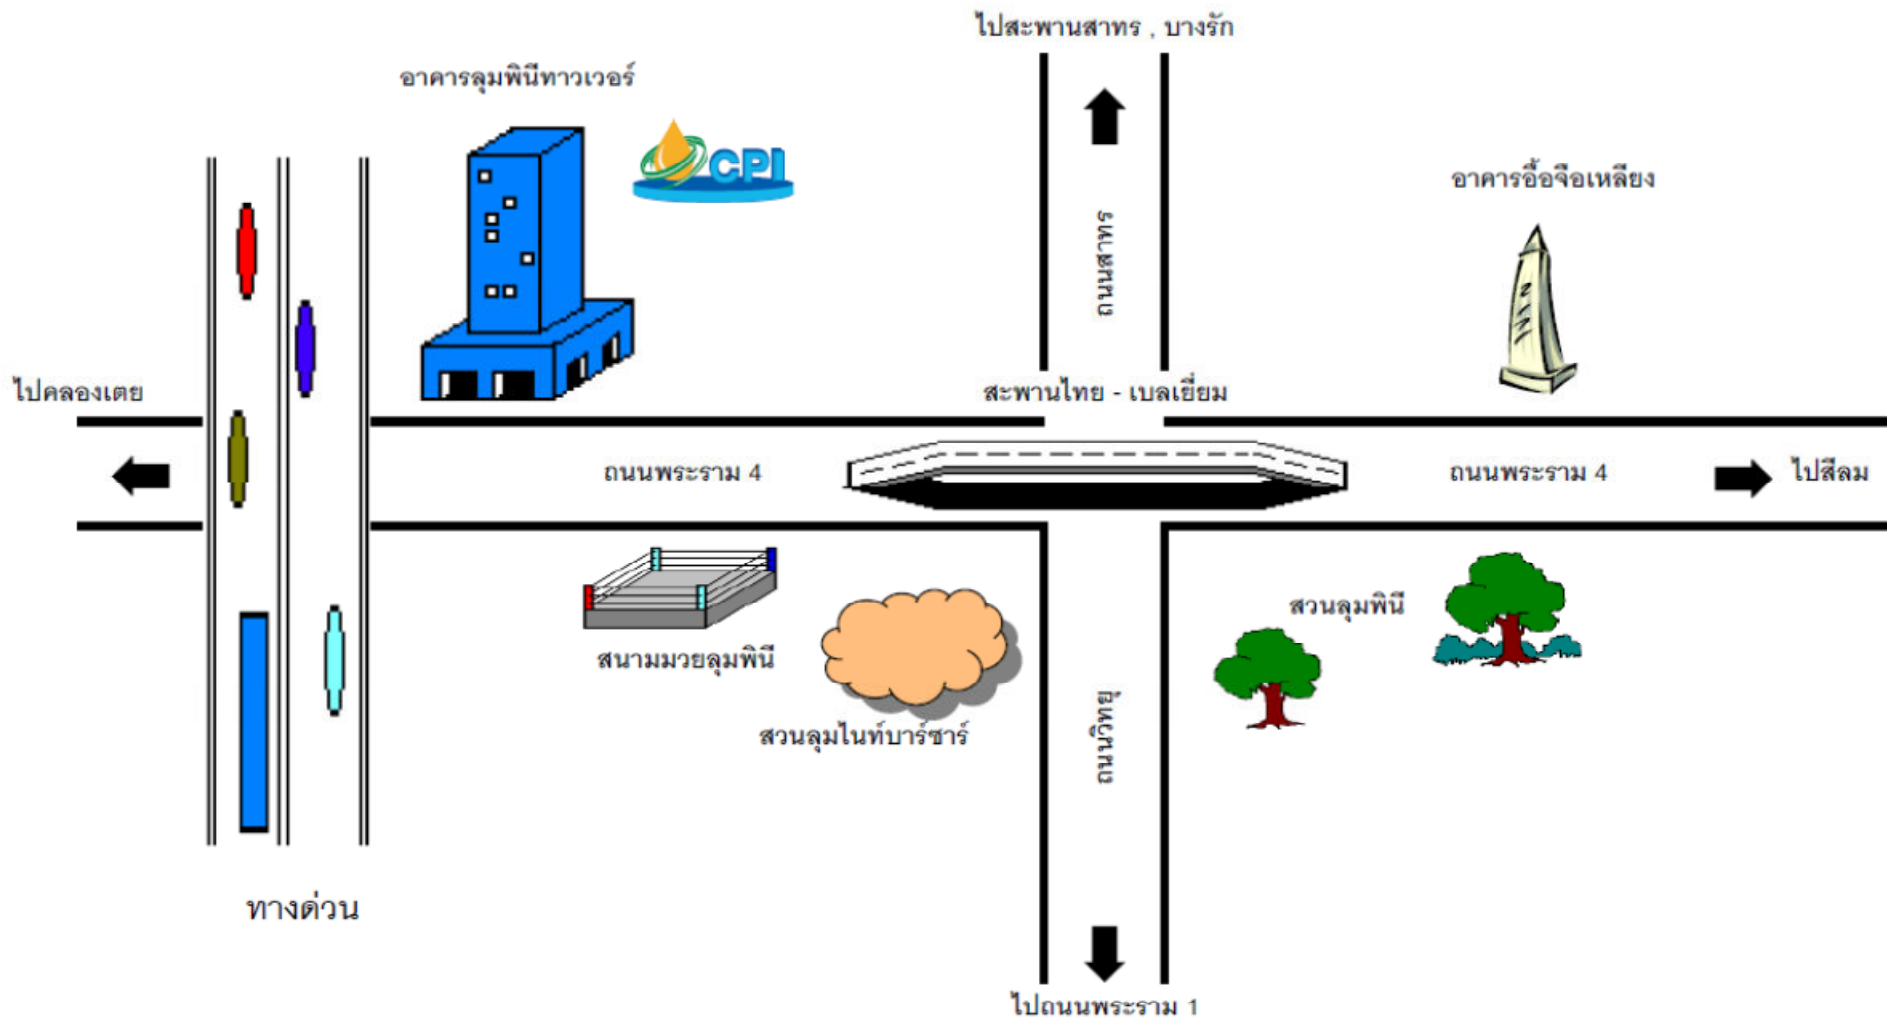 ไปสะพานสาทร , บางรัก
อาคารลุมพินีทาวเวอร์
CPI
อาคารอื้อจือเหลียง
ถนนสาทร
ไปคลองเตย
สะพานไทย - เบลเยี่ยม
ถนนพระราม 4
ถนนพระราม 4
ไปสีลม
สวนลุมพินี
สนามมวยลุมพินี
สวนลุมไนท์บาร์ซาร์
ถนนวิทยุ
ทางด่วน
ไปถนนพระราม 1